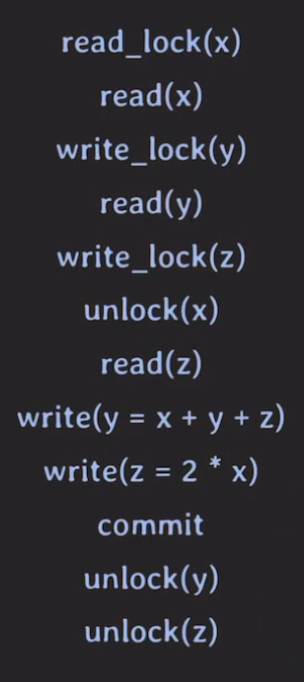 read_lock(x)
read(x)
write_lock(y)
read(y)
write_lock(z)
unlock(x)
read(z)
write(y = x + y + z)
write(z = 2 * x)
commit
unlock(y)
unlock(z)